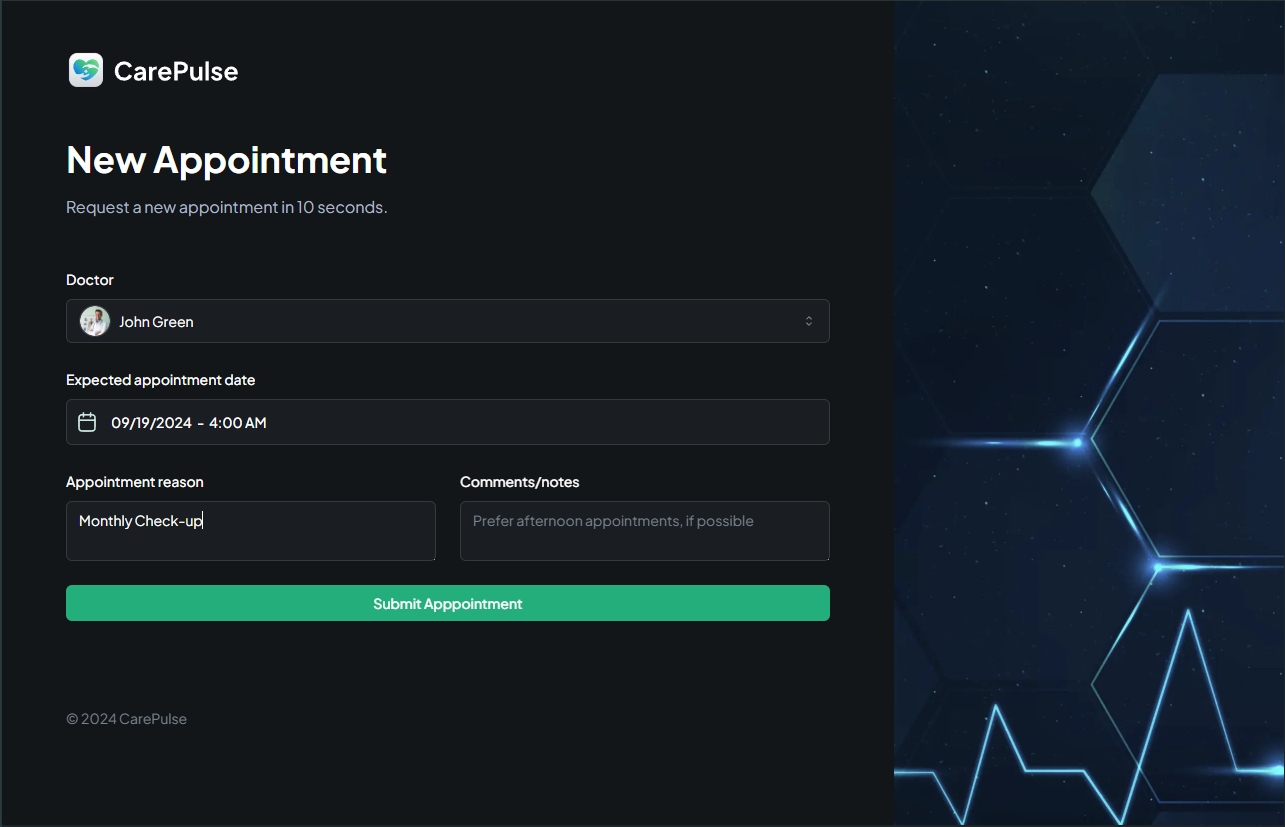 CarePulse
New Appointment
Request a new appointment in 10 seconds.
Doctor
John Green
Expected appointment date
09/19/2024 - 4:00 AM
Appointment reason
Comments/notes
Monthly Check-up
Prefer afternoon appointments, if possible
Submit Apppointment
© 2024 CarePulse